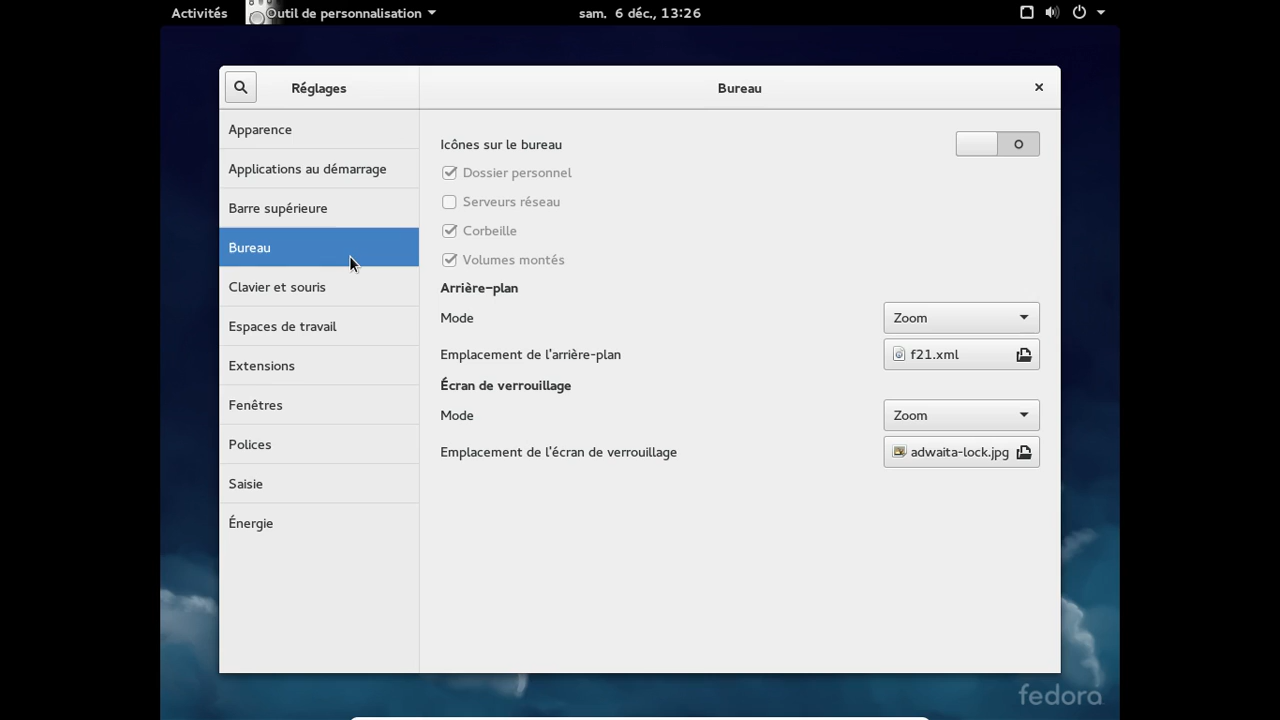 Activités Outil de personnalisation sam. 6 déc., 13:26
Réglages Bureau
Apparence
Applications au démarrage
Barre supérieure
Bureau
Clavier et souris
Espaces de travail
Extensions
Fenêtres
Polices
Saisie
Énergie
Icônes sur le bureau
Dossier personnel
Serveurs réseau
Corbeille
Volumes montés
Arrière-plan
Mode Zoom
Emplacement de l'arrière-plan f21.xml
Écran de verrouillage
Mode Zoom
Emplacement de l'écran de verrouillage adwaita-lock.jpg
fedora